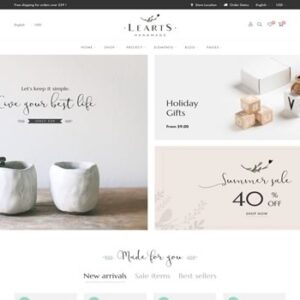 Free shipping for orders over $59 !
Store Location
Order Status
English
USD
English
USD
LEARTS
HANDMADE
HOME
SHOP
PROJECT
ELEMENTS
BLOG
PAGES
Let's keep it simple.
Live your best life
SHOP NOW
Holiday
Gifts
From $9.00
V
Summer sale
40 % OFF
SHOP NOW
Made for you
New arrivals
Sale items
Best sellers